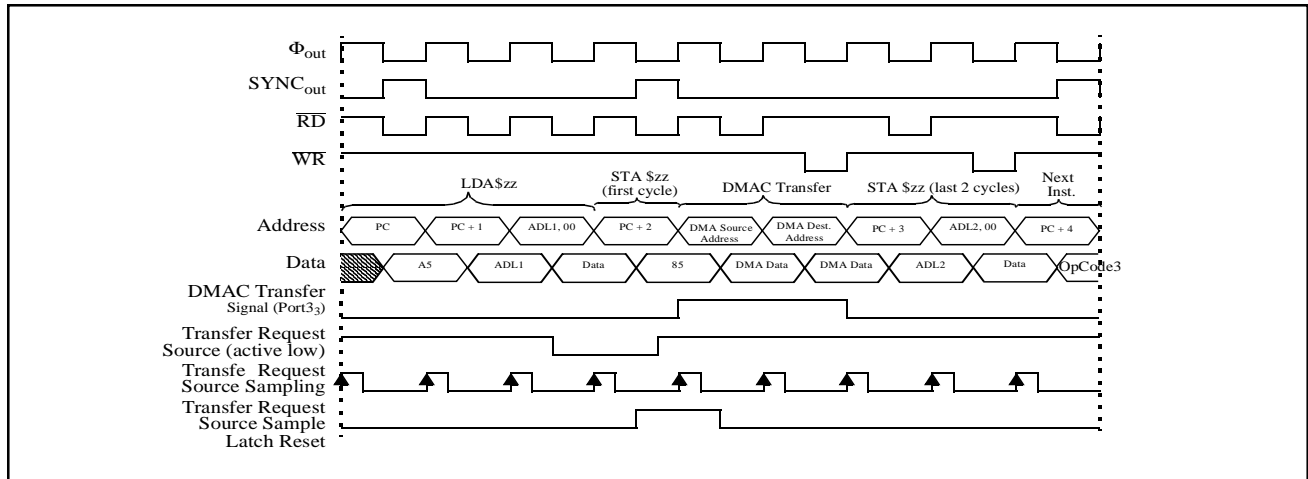 Φout
SYNCout
RD
WR
LDA$zz
STA $zz
(first cycle)
DMAC Transfer
STA $zz (last 2 cycles)
Next
Inst.
Address
PC
PC + 1
ADL1, 00
PC + 2
DMA Source
Address
DMA Dest.
Address
PC + 3
ADL2, 00
PC + 4
Data
A5
ADL1
Data
85
DMA Data
DMA Data
ADL2
Data
OpCode3
DMAC Transfer
Signal (Port33)
Transfer Request
Source (active low)
Transfe Request
Source Sampling
Transfer Request
Source Sample
Latch Reset